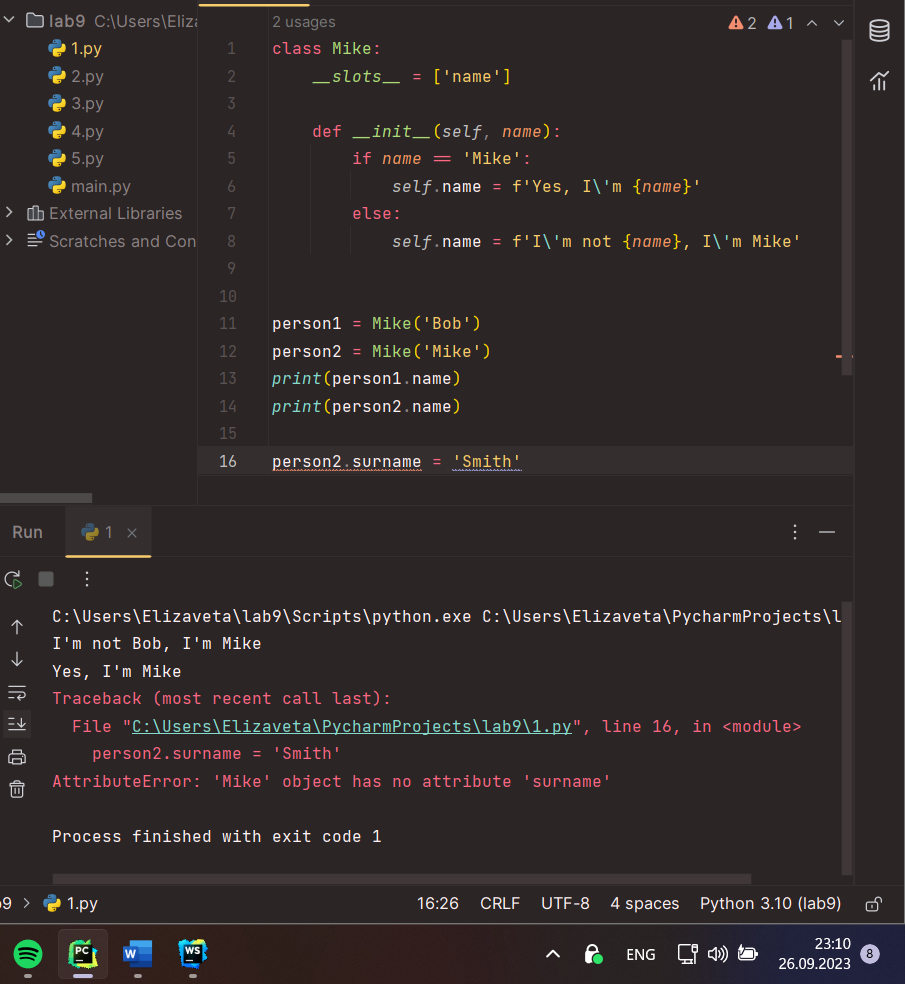 lab9 C:\Users\Eliza
1.py
2.py
3.py
4.py
5.py
main.py
External Libraries
Scratches and Con
2 usages
2 1
1 class Mike:
2 __slots__ = ['name']
3
4 def __init__(self, name):
5 if name == 'Mike':
6 self.name = f'Yes, I\'m {name}'
7 else:
8 self.name = f'I\'m not {name}, I\'m Mike'
9
10
11 person1 = Mike('Bob')
12 person2 = Mike('Mike')
13 print(person1.name)
14 print(person2.name)
15
16 person2.surname = 'Smith'
Run 1
C:\Users\Elizaveta\lab9\Scripts\python.exe C:\Users\Elizaveta\PycharmProjects\l
I'm not Bob, I'm Mike
Yes, I'm Mike
Traceback (most recent call last):
File "C:\Users\Elizaveta\PycharmProjects\lab9\1.py", line 16, in <module>
person2.surname = 'Smith'
AttributeError: 'Mike' object has no attribute 'surname'
Process finished with exit code 1
b9 > 1.py 16:26 CRLF UTF-8 4 spaces Python 3.10 (lab9)
PC W WS ENG 23:10
26.09.2023 8